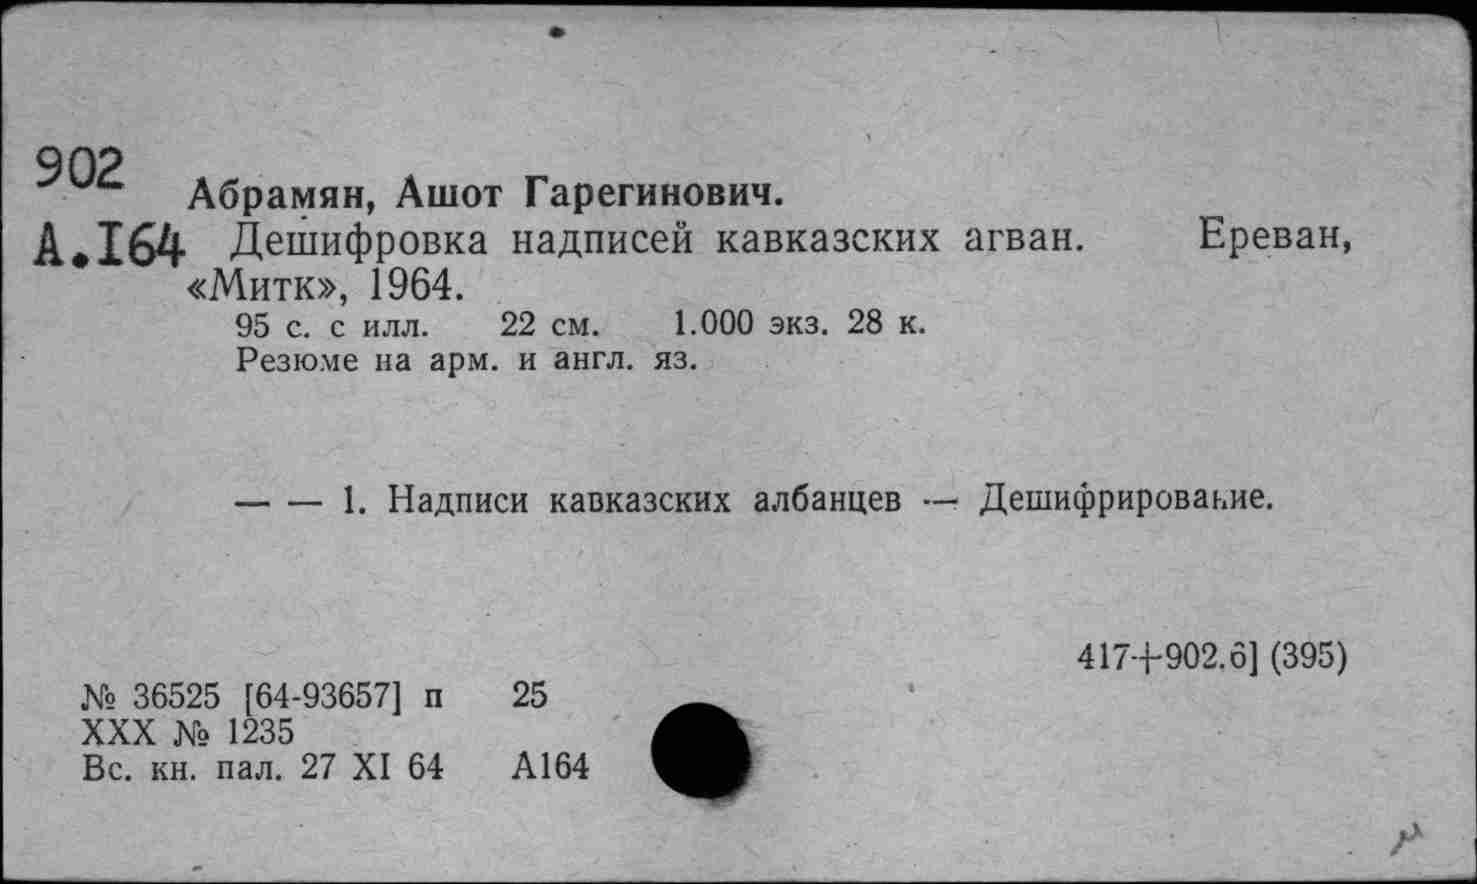 902
Абрамян, Ашот Гарегинович.
А.I64 Дешифровка надписей кавказских агван. Ереван,
«Митк», 1964.
95 с. с илл. 22 см. 1.000 экз. 28 к.
Резюме на арм. и англ. яз.
— — 1. Надписи кавказских албанцев — Дешифрирование.
417+902.6] (395)
№ 36525 [64-93657] п 25
XXX № 1235
Вс. кн. пал. 27 XI 64 А164